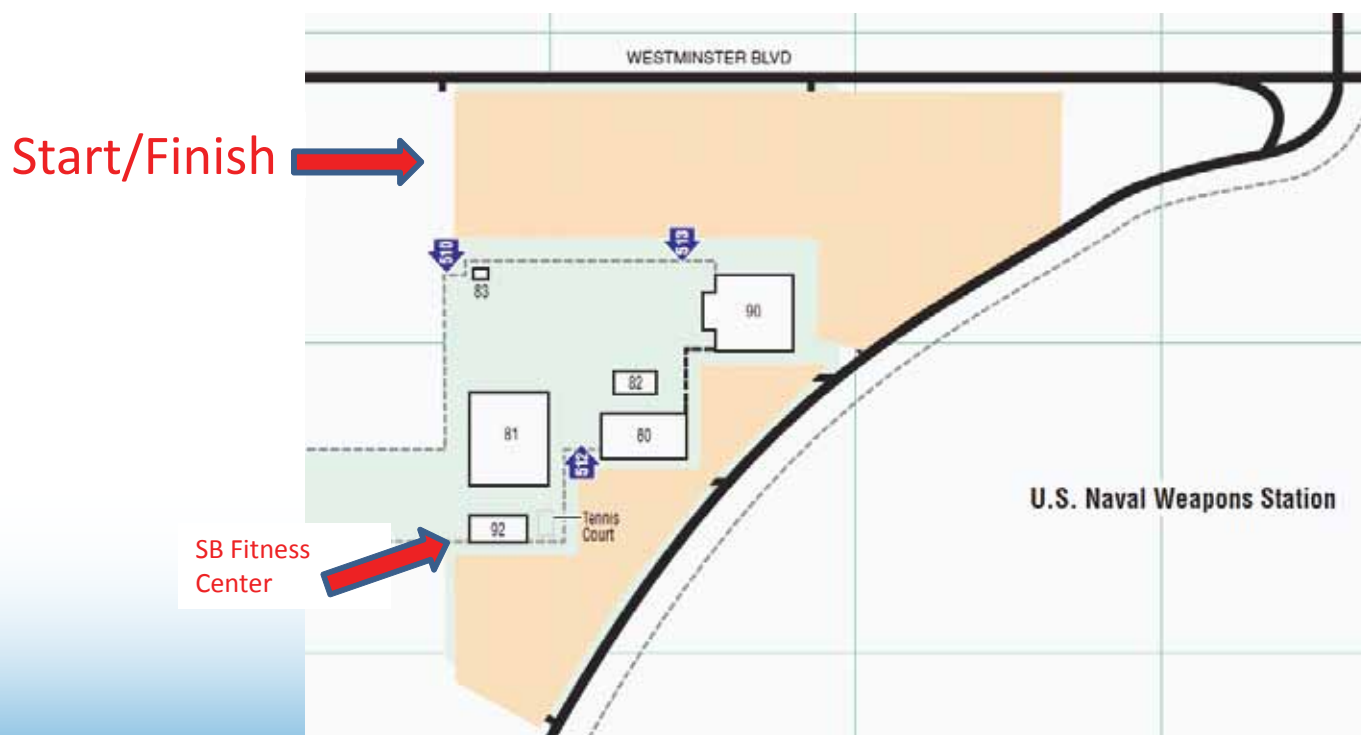 WESTMINSTER BLVD
Start/Finish
510
513
83
90
82
81
80
512
U.S. Naval Weapons Station
92
Tennis
Court
SB Fitness
Center